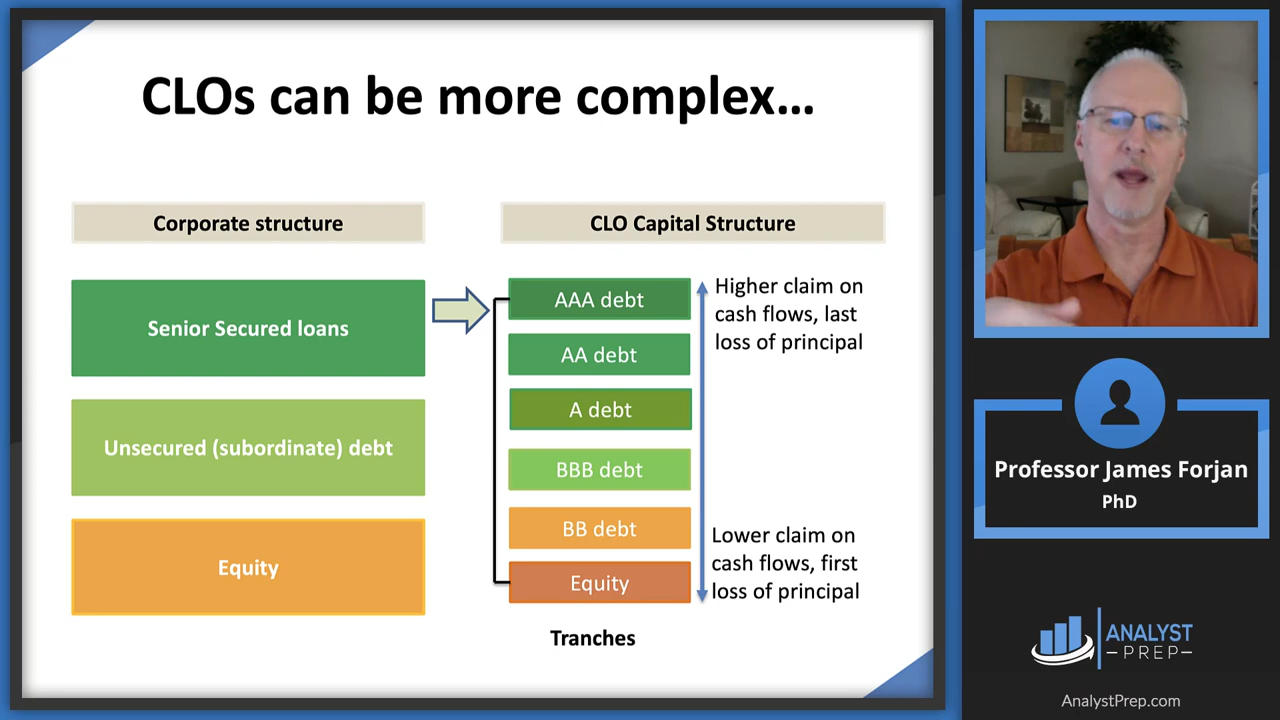 CLOs can be more complex...
Corporate structure
CLO Capital Structure
Senior Secured loans
Unsecured (subordinate) debt
Equity
AAA debt
AA debt
A debt
BBB debt
BB debt
Equity
Higher claim on
cash flows, last
loss of principal
Lower claim on
cash flows, first
loss of principal
Tranches
Professor James Forjan
PhD
ANALYST
–PREP–
AnalystPrep.com